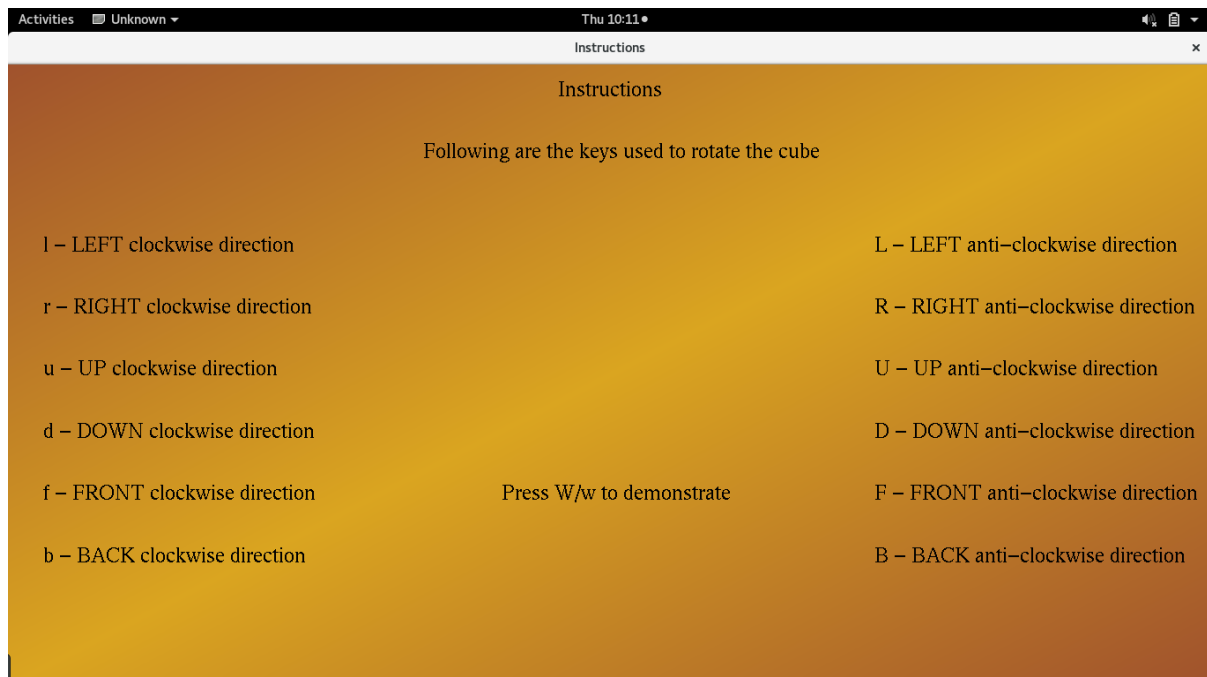 Activities Unknown Thu 10:11
Instructions
Instructions
Following are the keys used to rotate the cube
l – LEFT clockwise direction L – LEFT anti–clockwise direction
r – RIGHT clockwise direction R – RIGHT anti–clockwise direction
u – UP clockwise direction U – UP anti–clockwise direction
d – DOWN clockwise direction D – DOWN anti–clockwise direction
f – FRONT clockwise direction Press W/w to demonstrate F – FRONT anti–clockwise direction
b – BACK clockwise direction B – BACK anti–clockwise direction